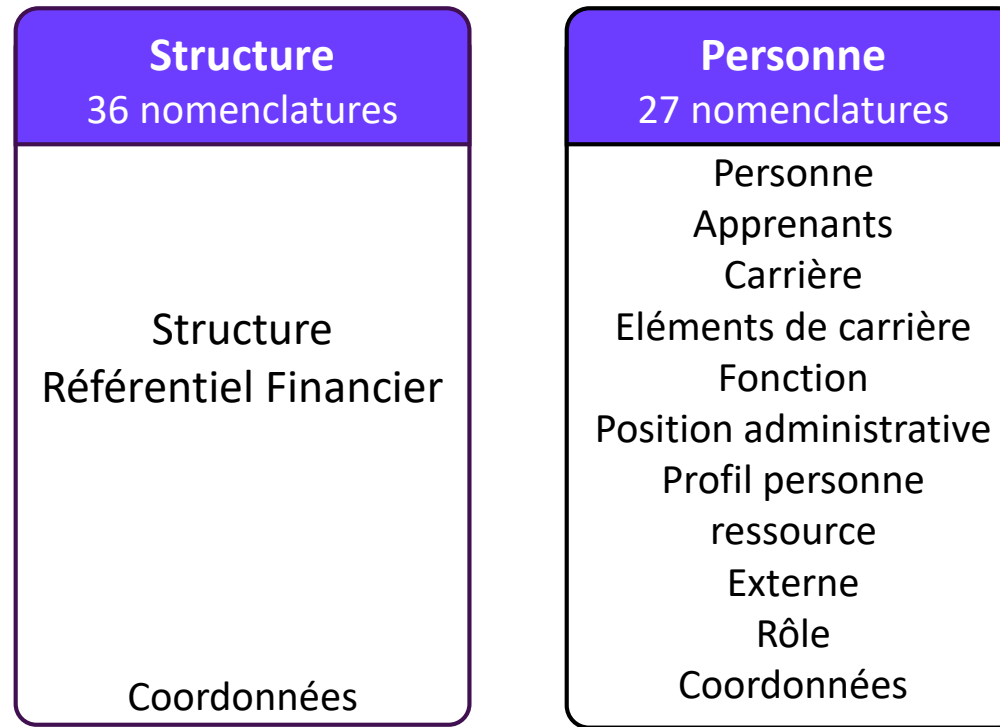 Structure
36 nomenclatures
Structure
Référentiel Financier
Coordonnées
Personne
27 nomenclatures
Personne
Apprenants
Carrière
Eléments de carrière
Fonction
Position administrative
Profil personne
ressource
Externe
Rôle
Coordonnées